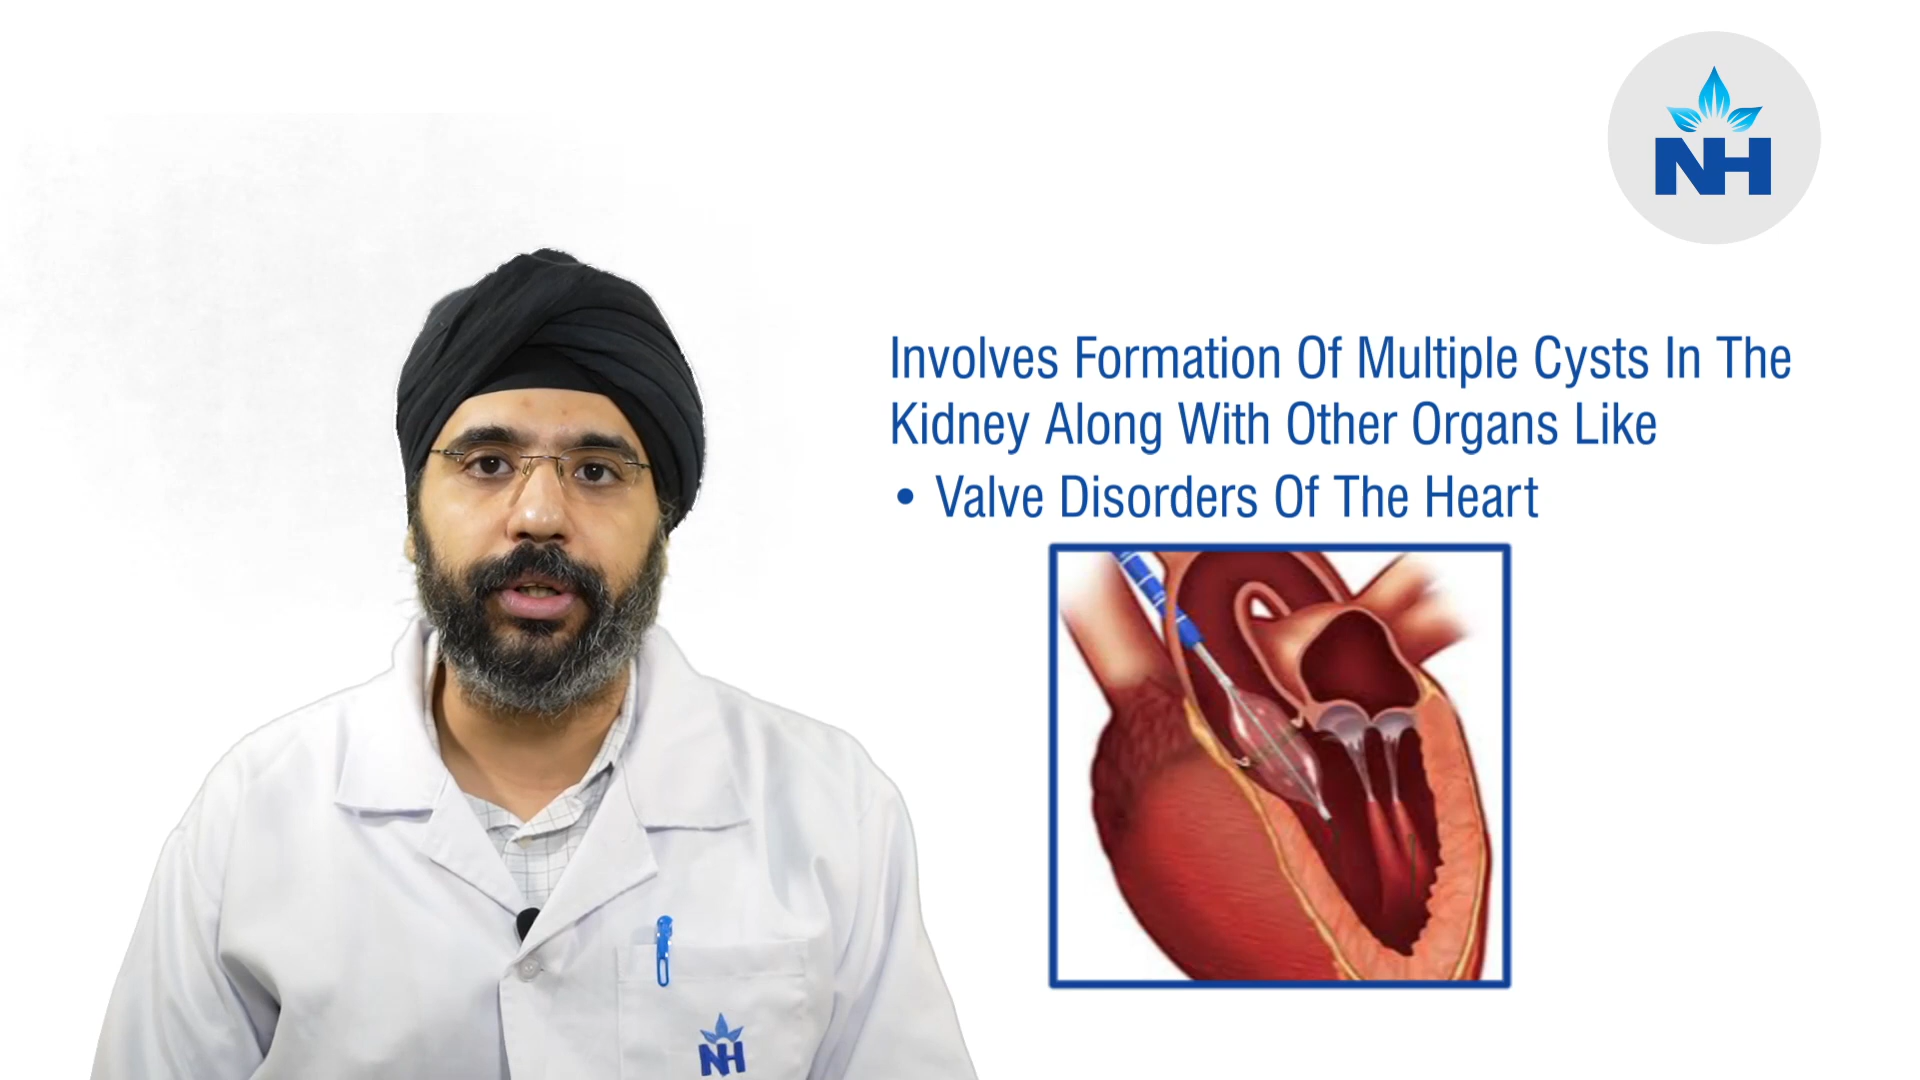 NH
Involves Formation Of Multiple Cysts In The
Kidney Along With Other Organs Like
• Valve Disorders Of The Heart
NH